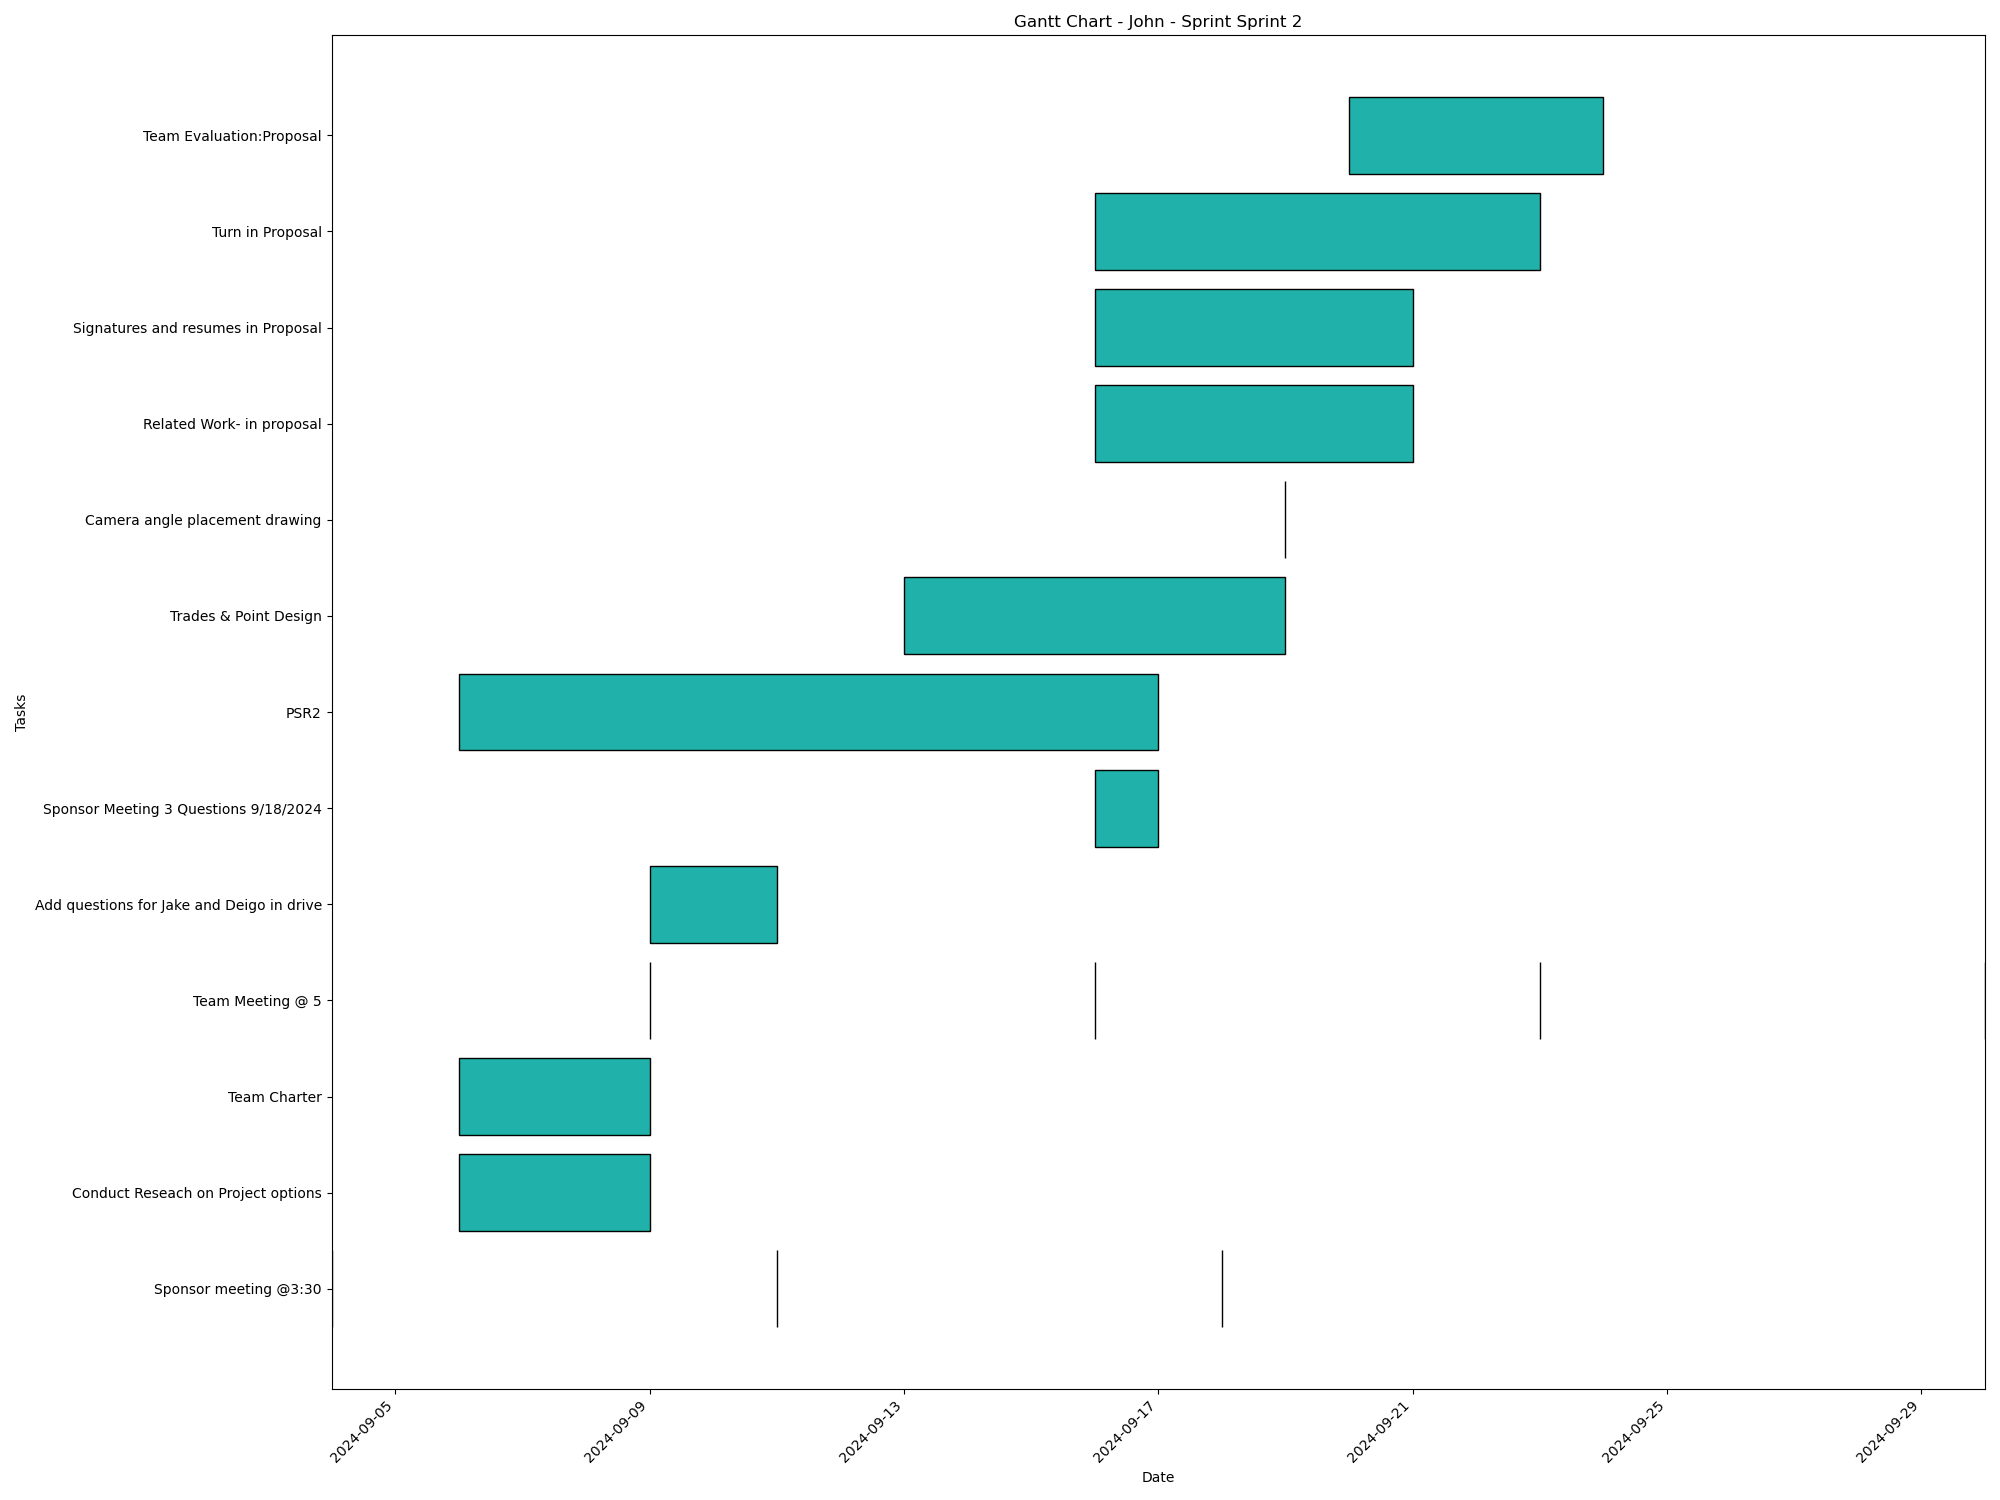 Gantt Chart - John - Sprint Sprint 2
Tasks
Team Evaluation:Proposal
Turn in Proposal
Signatures and resumes in Proposal
Related Work- in proposal
Camera angle placement drawing
Trades & Point Design
PSR2
Sponsor Meeting 3 Questions 9/18/2024
Add questions for Jake and Deigo in drive
Team Meeting @ 5
Team Charter
Conduct Reseach on Project options
Sponsor meeting @3:30
2024-09-05
2024-09-09
2024-09-13
2024-09-17
2024-09-21
2024-09-25
2024-09-29
Date